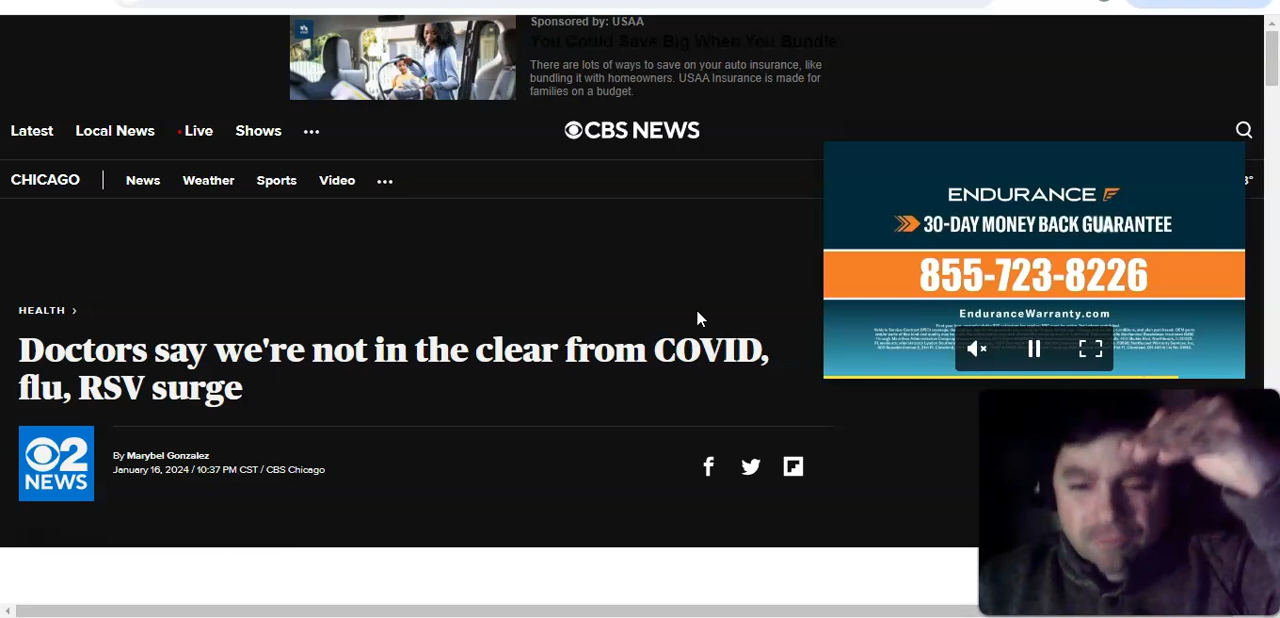 Sponsored by: USAA
You Could Save Big When You Bundle
There are lots of ways to save on your auto insurance, like
bundling it with homeowners. USAA Insurance is made for
families on a budget.
Latest Local News Live Shows ...
CBS NEWS
CHICAGO | News Weather Sports Video ...
ENDURANCE
30-DAY MONEY BACK GUARANTEE
855-723-8226
EnduranceWarranty.com
HEALTH >
Doctors say we're not in the clear from COVID,
flu, RSV surge
2
NEWS
By Marybel Gonzalez
January 16, 2024 / 10:37 PM CST / CBS Chicago